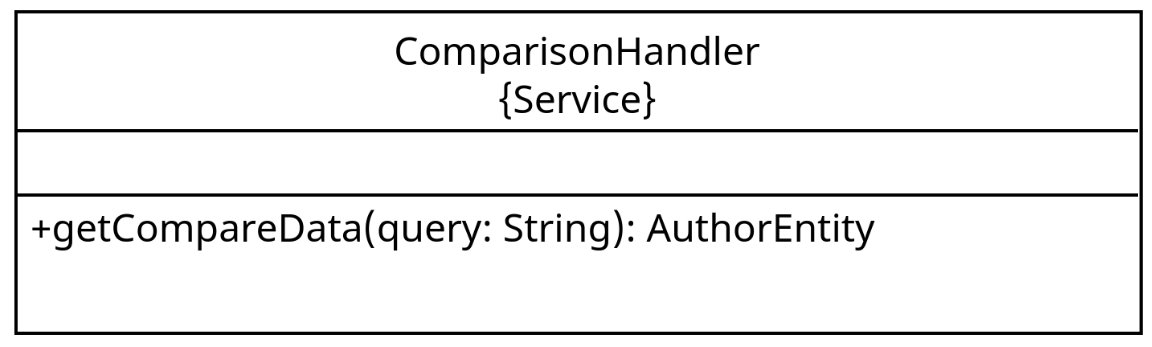 ComparisonHandler
{Service}
+getCompareData(query: String): AuthorEntity